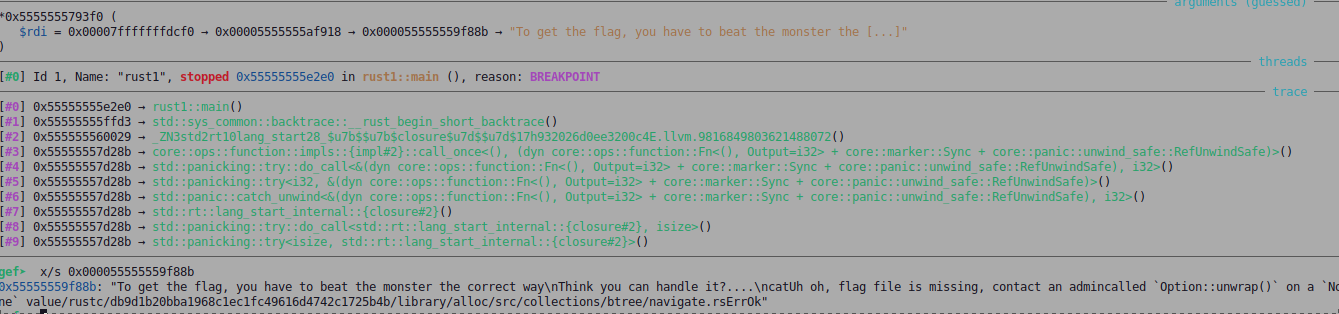 arguments (guessed)
*0x5555555793f0 (
$rdi = 0x00007fffffffdcf0 → 0x00005555555af918 → 0x000055555559f88b → "To get the flag, you have to beat the monster the [...]"
)
threads
[#0] Id 1, Name: "rust1", stopped 0x55555555e2e0 in rust1::main (), reason: BREAKPOINT
trace
[#0] 0x55555555e2e0 → rust1::main()
[#1] 0x55555555ffd3 → std::sys_common::backtrace::__rust_begin_short_backtrace()
[#2] 0x555555560029 → _ZN3std2rt10lang_start28_$u7b$$u7b$closure$u7d$$u7d$17h932026d0ee3200c4E.llvm.9816849803621488072()
[#3] 0x55555557d28b → core::ops::function::impls::{impl#2}::call_once<(), (dyn core::ops::function::Fn<(), Output=i32> + core::marker::Sync + core::panic::unwind_safe::RefUnwindSafe)>()
[#4] 0x55555557d28b → std::panicking::try::do_call<&(dyn core::ops::function::Fn<(), Output=i32> + core::marker::Sync + core::panic::unwind_safe::RefUnwindSafe), i32>()
[#5] 0x55555557d28b → std::panicking::try<i32, &(dyn core::ops::function::Fn<(), Output=i32> + core::marker::Sync + core::panic::unwind_safe::RefUnwindSafe)>()
[#6] 0x55555557d28b → std::panic::catch_unwind<&(dyn core::ops::function::Fn<(), Output=i32> + core::marker::Sync + core::panic::unwind_safe::RefUnwindSafe), i32>()
[#7] 0x55555557d28b → std::rt::lang_start_internal::{closure#2}()
[#8] 0x55555557d28b → std::panicking::try::do_call<std::rt::lang_start_internal::{closure#2}, isize>()
[#9] 0x55555557d28b → std::panicking::try<isize, std::rt::lang_start_internal::{closure#2}>()
gef➤ x/s 0x000055555559f88b
0x55555559f88b: "To get the flag, you have to beat the monster the correct way\nThink you can handle it?....\ncatUh oh, flag file is missing, contact an admincalled `Option::unwrap()` on a `No
ne` value/rustc/db9d1b20bba1968c1ec1fc49616d4742c1725b4b/library/alloc/src/collections/btree/navigate.rsErrOk"